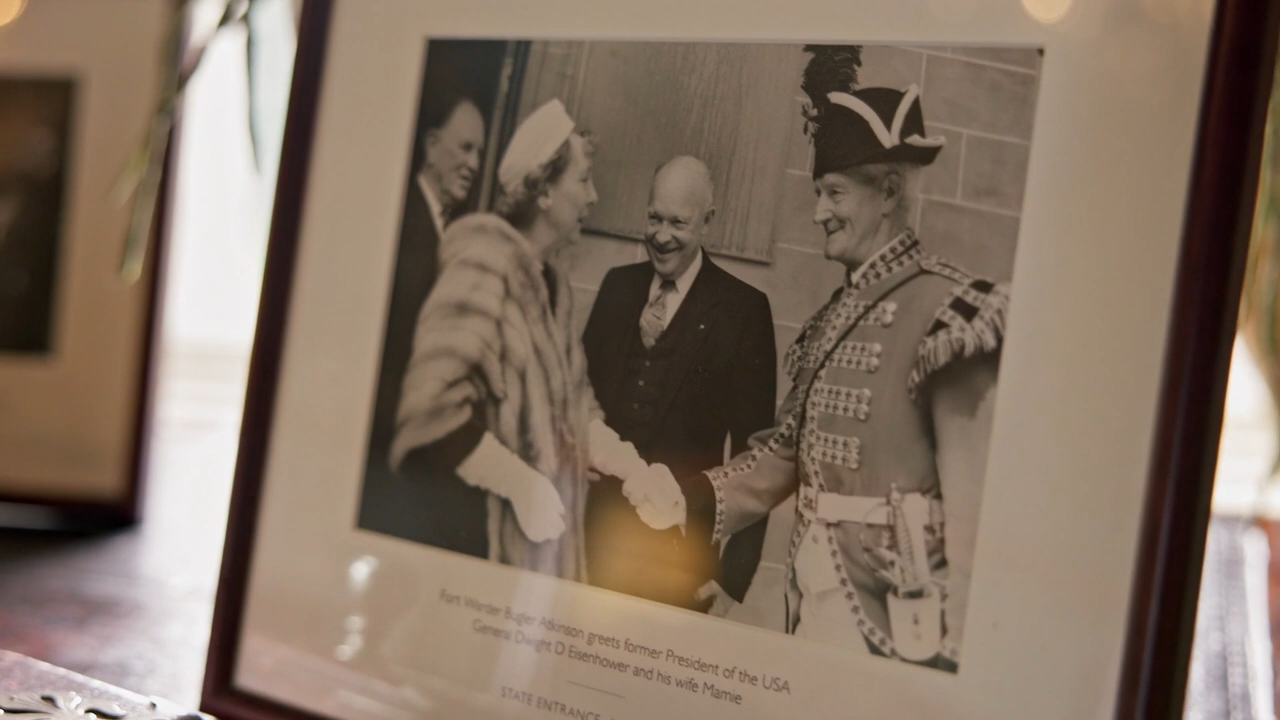 Fort Warder Bugler Atkinson greets former President of the USA
General Dwight D Eisenhower and his wife Mamie
STATE ENTRANCE